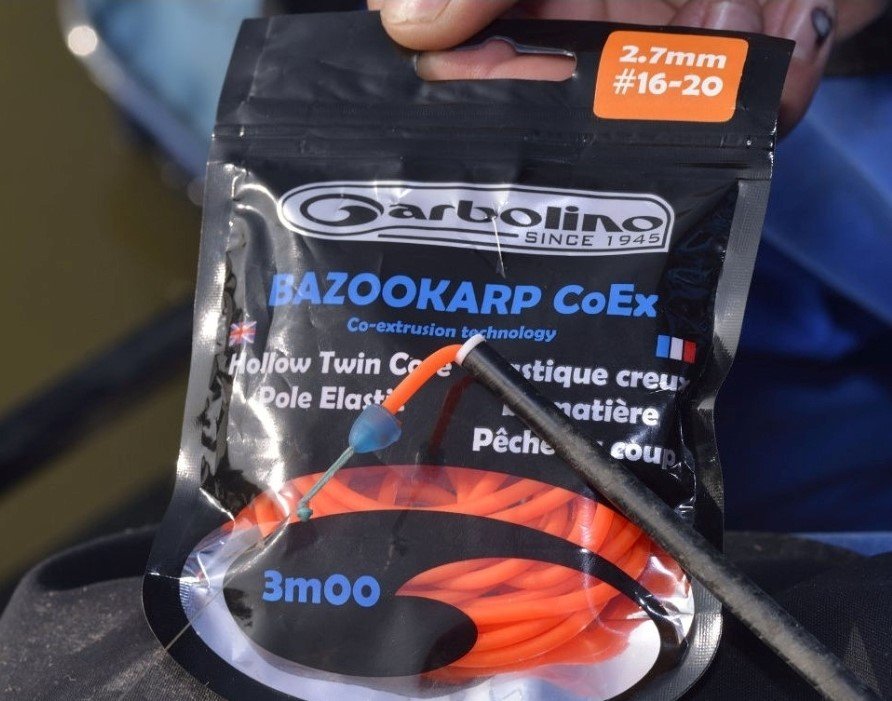 2.7mm
#16-20
Garbolino
SINCE 1945
BAZOOKARP CoEx
Co-extrusion technology
Hollow Twin
Pole Elastic
creux
matière
Pêche coup
3m00